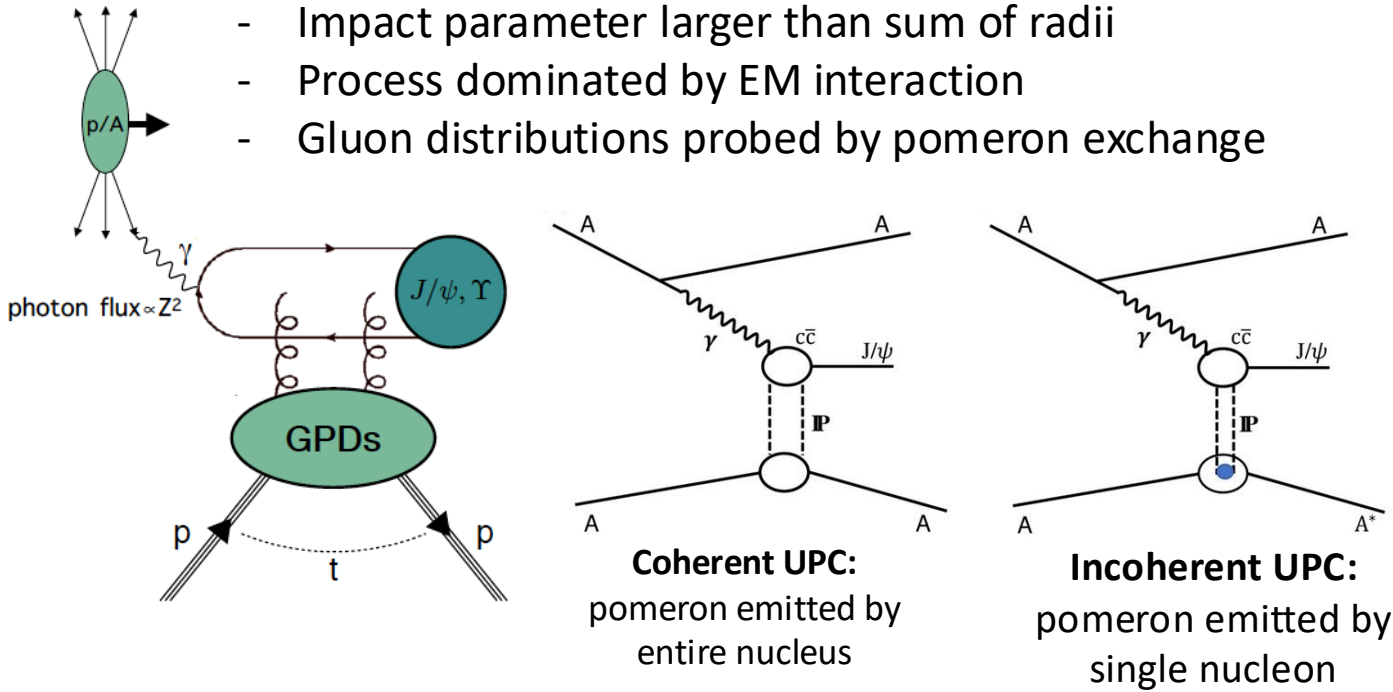 - Impact parameter larger than sum of radii
- Process dominated by EM interaction
- Gluon distributions probed by pomeron exchange
p/A
γ
photon flux∝Z²
J/ψ, Υ
GPDs
p
p
t
A
A
γ
cc̄
J/ψ
ℙ
A
A
Coherent UPC:
pomeron emitted by
entire nucleus
A
A
γ
cc̄
J/ψ
ℙ
A
A*
Incoherent UPC:
pomeron emitted by
single nucleon